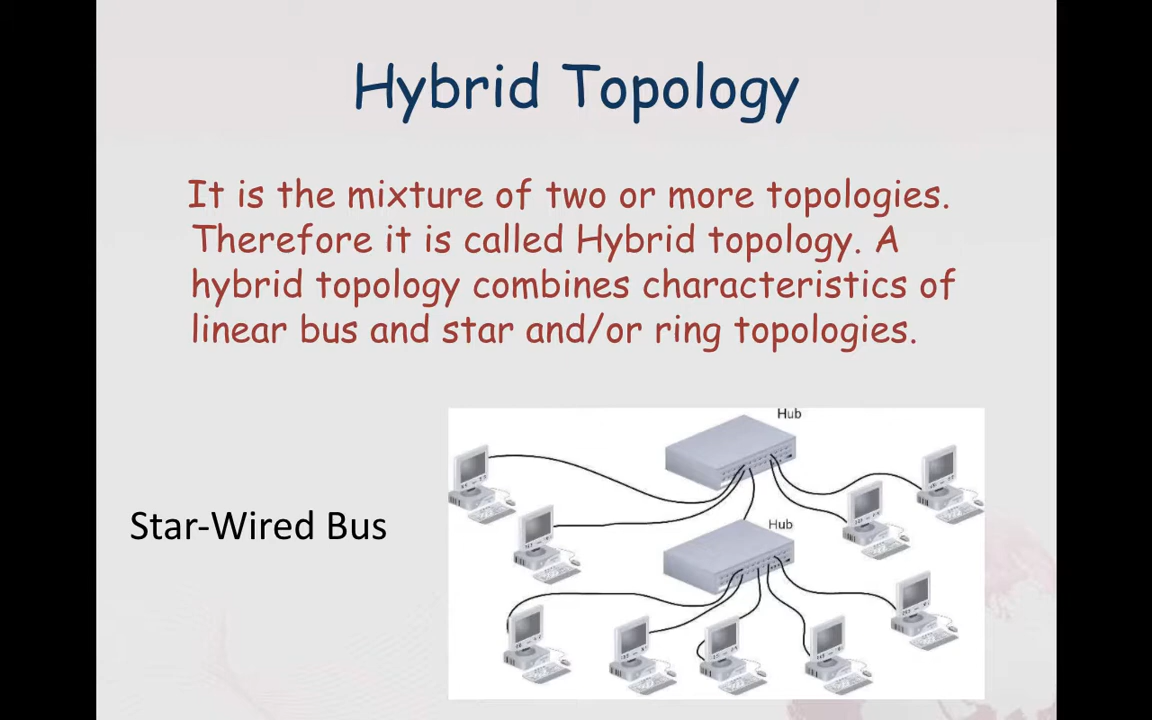 Hybrid Topology
It is the mixture of two or more topologies.
Therefore it is called Hybrid topology. A
hybrid topology combines characteristics of
linear bus and star and/or ring topologies.
Hub
Hub
Star-Wired Bus